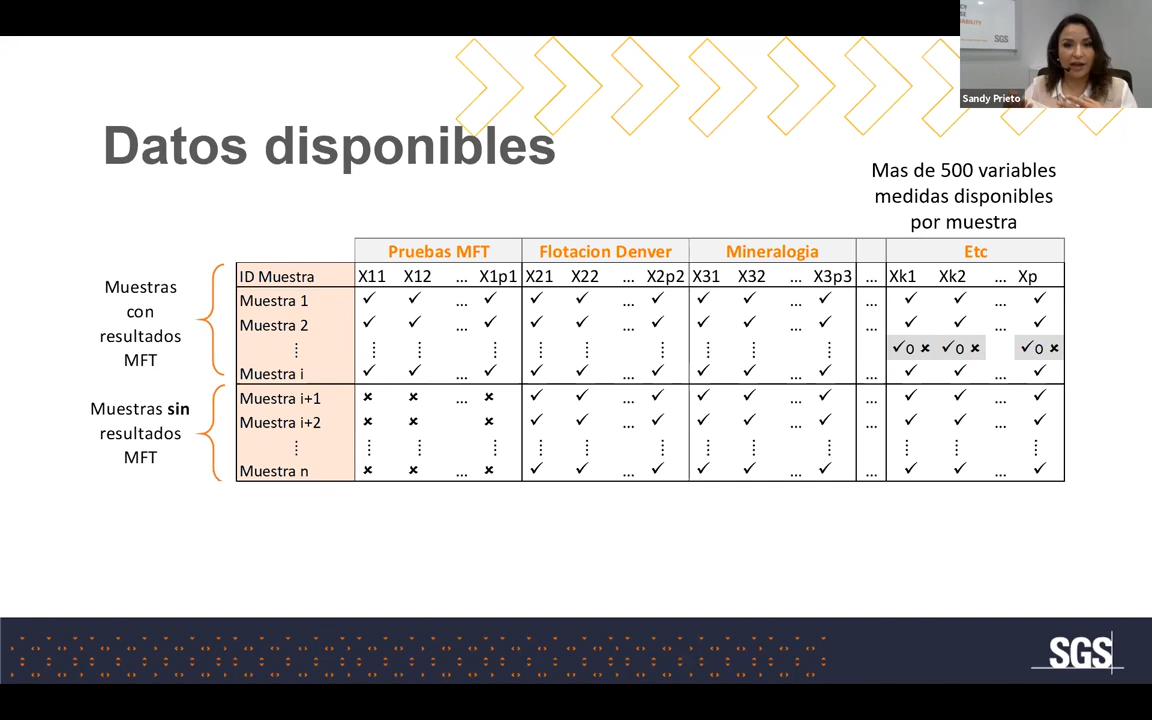 SGS
Sandy Prieto
Datos disponibles
Mas de 500 variables
medidas disponibles
por muestra
Pruebas MFT Flotacion Denver Mineralogia Etc
ID Muestra X11 X12 ... X1p1 X21 X22 ... X2p2 X31 X32 ... X3p3 ... Xk1 Xk2 ... Xp
Muestras
con
resultados
MFT
Muestra 1 ✓ ✓ ... ✓ ✓ ✓ ... ✓ ✓ ✓ ... ✓ ... ✓ ✓ ... ✓
Muestra 2 ✓ ✓ ... ✓ ✓ ✓ ... ✓ ✓ ✓ ... ✓ ... ✓ ✓ ... ✓
⋮ ⋮ ⋮ ⋮ ⋮ ⋮ ⋮ ⋮ ⋮ ⋮ ✓o ✗ ✓o ✗ ✓o ✗
Muestra i ✓ ✓ ... ✓ ✓ ✓ ... ✓ ✓ ✓ ... ✓ ... ✓ ✓ ... ✓
Muestras sin
resultados
MFT
Muestra i+1 ✗ ✗ ... ✗ ✓ ✓ ... ✓ ✓ ✓ ... ✓ ... ✓ ✓ ... ✓
Muestra i+2 ✗ ✗ ✗ ✓ ✓ ... ✓ ✓ ✓ ... ✓ ... ✓ ✓ ... ✓
⋮ ⋮ ⋮ ⋮ ⋮ ⋮ ⋮ ⋮ ⋮ ⋮ ⋮ ⋮ ⋮
Muestra n ✗ ✗ ... ✗ ✓ ✓ ... ✓ ✓ ✓ ... ✓ ... ✓ ✓ ... ✓
SGS